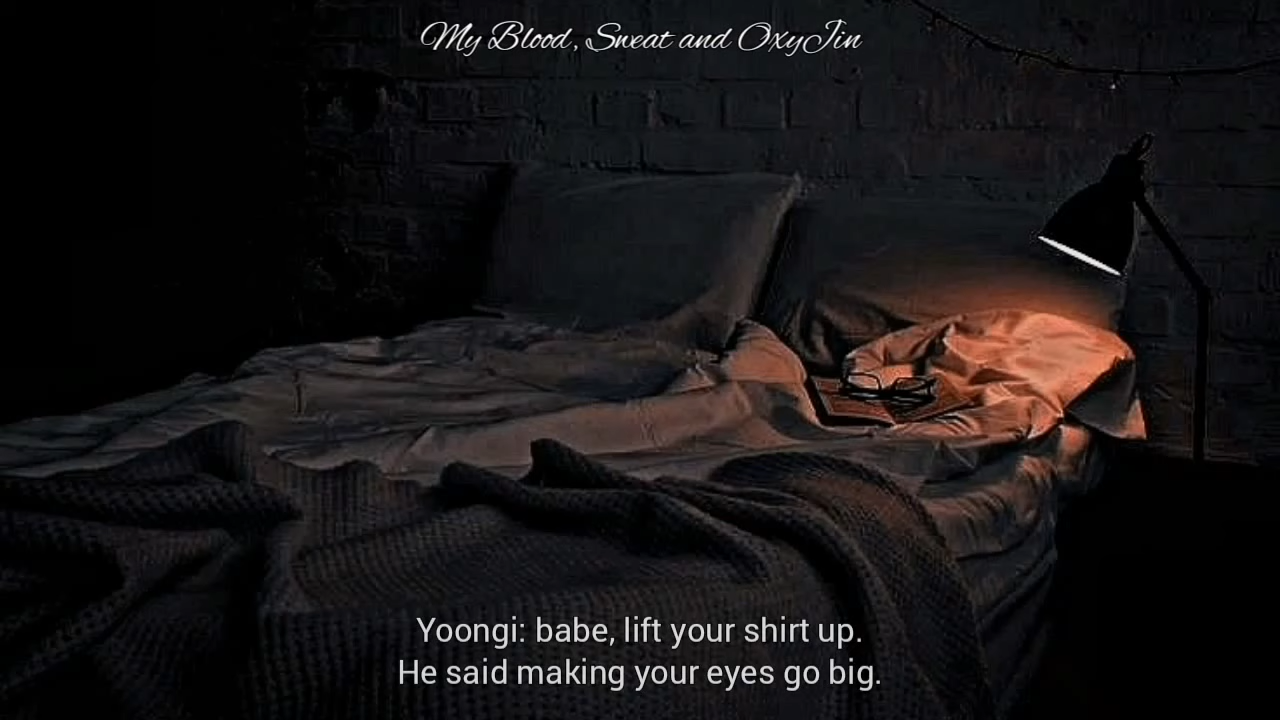 My Blood, Sweat and OxyJin
Yoongi: babe, lift your shirt up.
He said making your eyes go big.